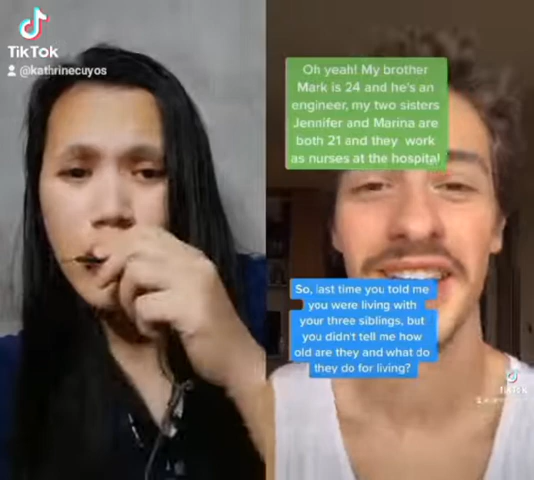 TikTok
@kathrinecuyos
Oh yeah! My brother
Mark is 24 and he's an
engineer, my two sisters
Jennifer and Marina are
both 21 and they work
as nurses at the hospital
So, last time you told me
you were living with
your three siblings, but
you didn't tell me how
old are they and what do
they do for living?
TikTok